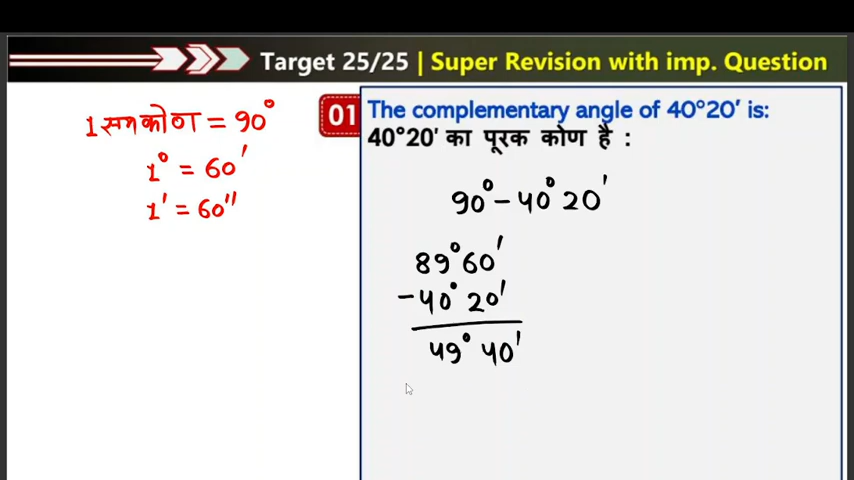 Target 25/25 | Super Revision with imp. Question
1 समकोण = 90°
1° = 60'
1' = 60''
01
The complementary angle of 40°20' is:
40°20' का पूरक कोण है :
90° - 40° 20'
89° 60'
-40° 20'
49° 40'